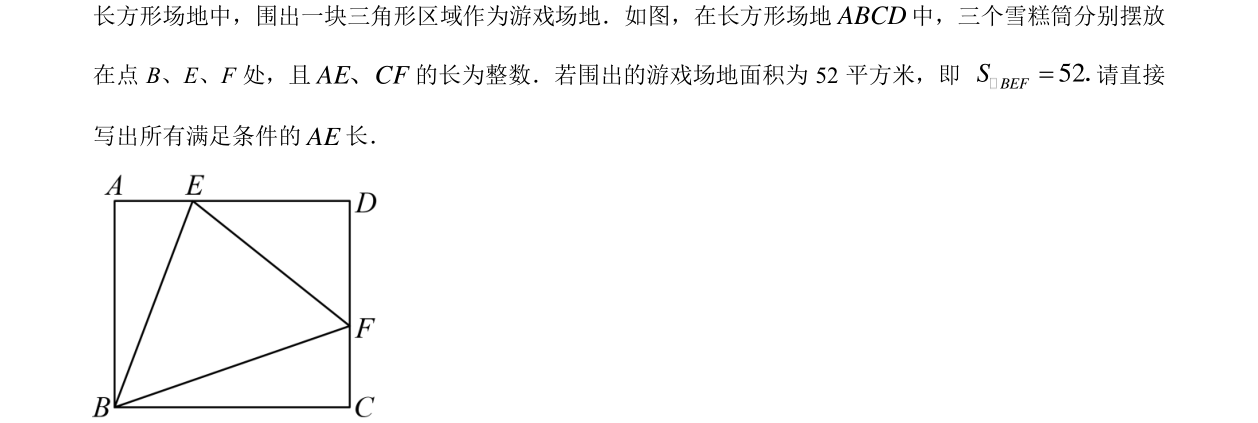 长方形场地中，围出一块三角形区域作为游戏场地．如图，在长方形场地 ABCD 中，三个雪糕筒分别摆放
在点 B、E、F 处，且 AE、CF 的长为整数．若围出的游戏场地面积为 52 平方米，即 S□BEF =52. 请直接
写出所有满足条件的 AE 长．
A E D
F
B C